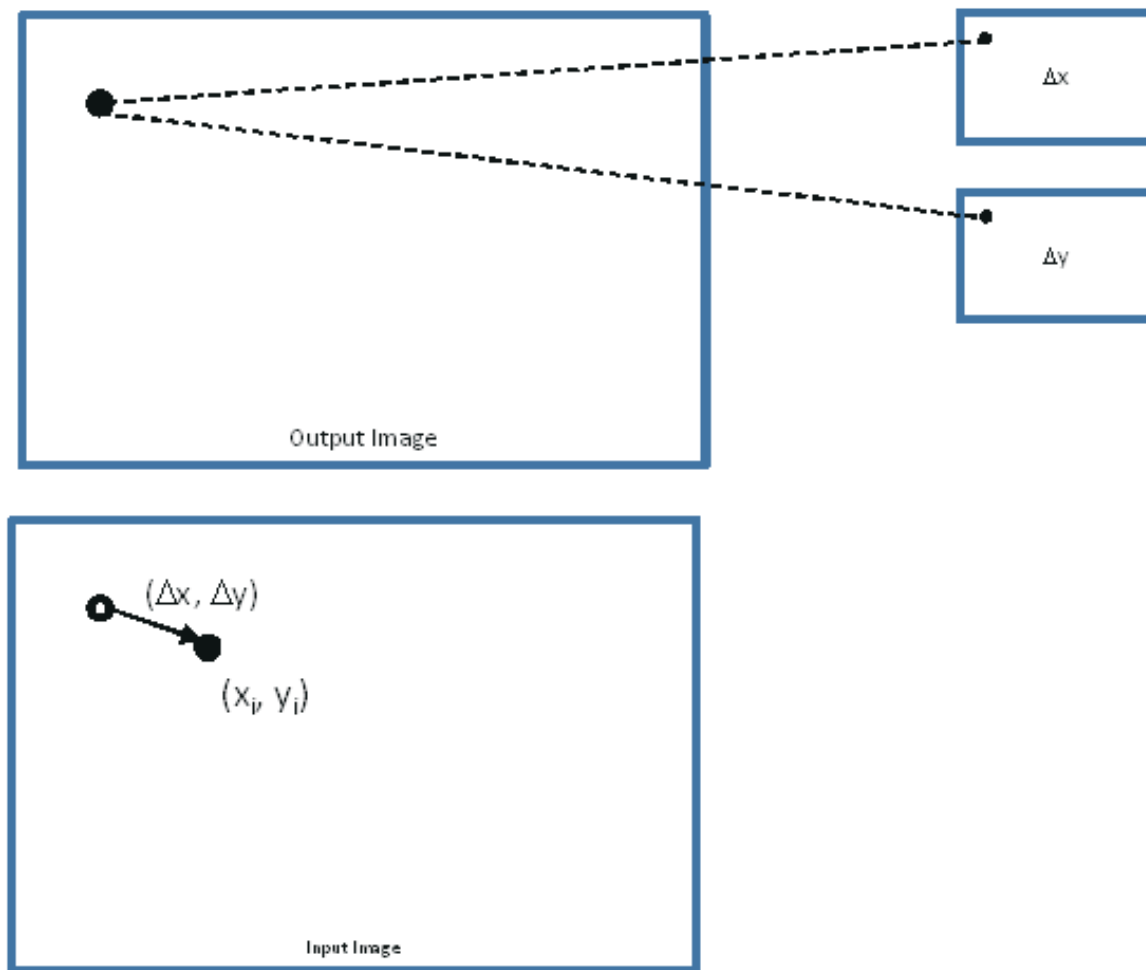 Δx
Δy
Output Image
(Δx, Δy)
(xᵢ, yᵢ)
Input Image